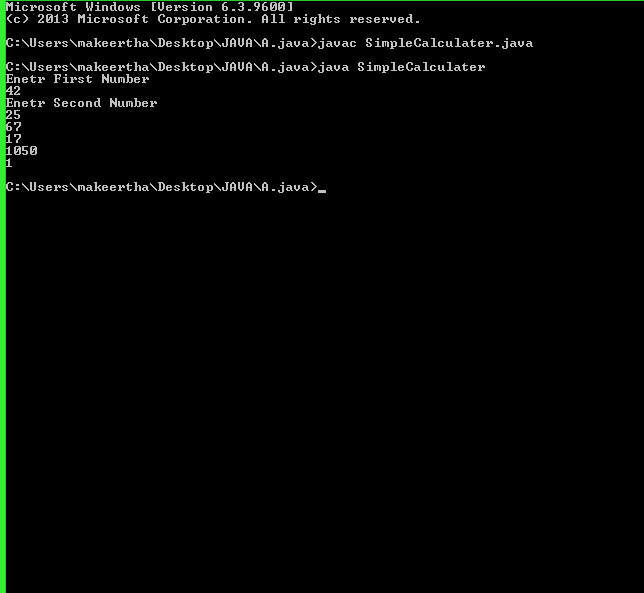 Microsoft Windows [Version 6.3.9600]
(c) 2013 Microsoft Corporation. All rights reserved.
C:\Users\makeertha\Desktop\JAVA\A.java>javac SimpleCalculater.java
C:\Users\makeertha\Desktop\JAVA\A.java>java SimpleCalculater
Enetr First Number
42
Enetr Second Number
25
67
17
1050
1
C:\Users\makeertha\Desktop\JAVA\A.java>_